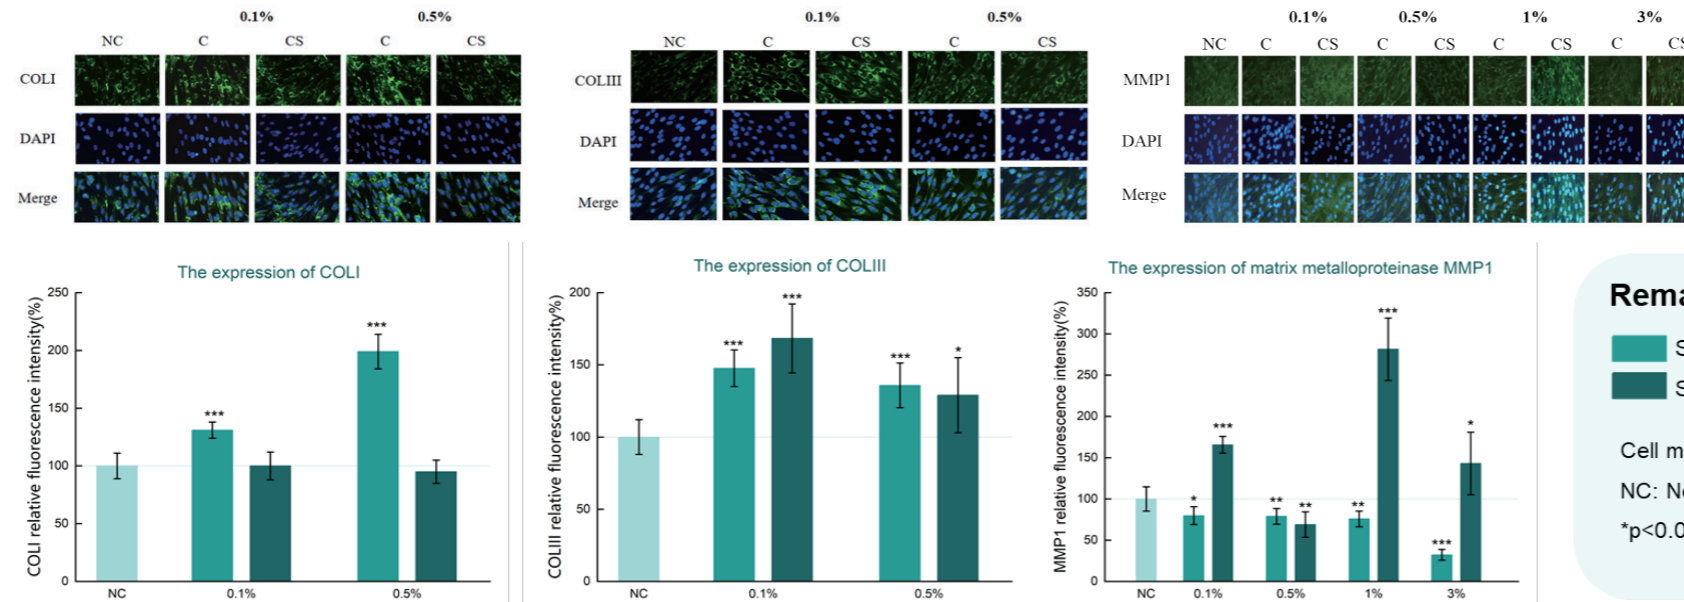 0.1% 0.5%
NC C CS C CS
COLI
DAPI
Merge
0.1% 0.5%
NC C CS C CS
COLIII
DAPI
Merge
0.1% 0.5% 1% 3%
NC C CS C CS C CS C CS
MMP1
DAPI
Merge
The expression of COLI
COLI relative fluorescence intensity(%)
250
200
150
100
50
0
***
***
NC 0.1% 0.5%
The expression of COLIII
COLIII relative fluorescence intensity%
200
150
100
50
0
***
***
***
*
NC 0.1% 0.5%
The expression of matrix metalloproteinase MMP1
MMP1 relative fluorescence intensity(%)
350
300
250
200
150
100
50
0
*
***
**
**
**
***
***
*
NC 0.1% 0.5% 1% 3%
Rema
S
S
Cell m
NC: Ne
*p<0.0